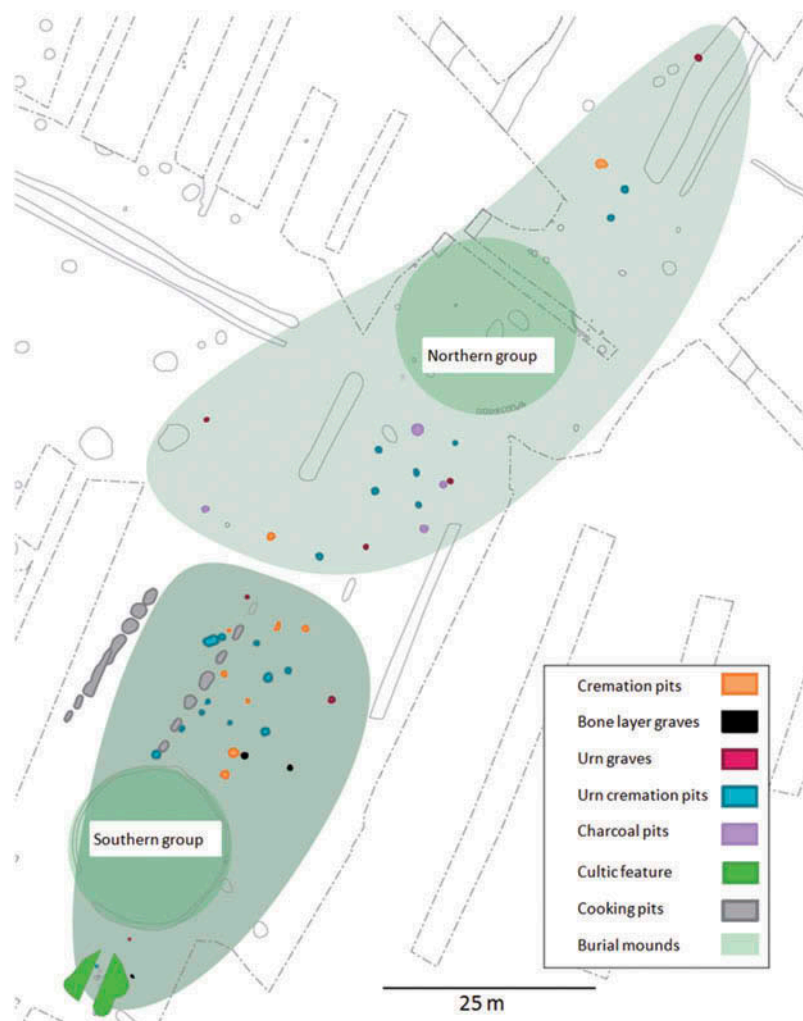 Northern group
Southern group
Cremation pits
Bone layer graves
Urn graves
Urn cremation pits
Charcoal pits
Cultic feature
Cooking pits
Burial mounds
25 m